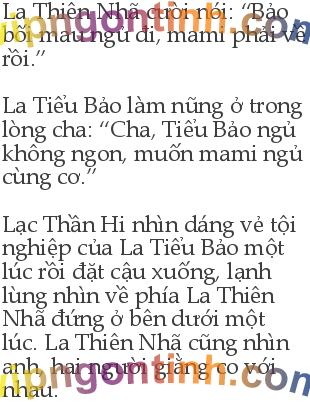 La Thiên Nhã cười nói: “Bảo
bối mau ngủ đi, mami phải về
rồi.”
La Tiểu Bảo làm nũng ở trong
lòng cha: “Cha, Tiểu Bảo ngủ
không ngon, muốn mami ngủ
cùng cơ.”
Lạc Thần Hi nhìn dáng vẻ tội
nghiệp của La Tiểu Bảo một
lúc rồi đặt cậu xuống, lạnh
lùng nhìn về phía La Thiên
Nhã đứng ở bên dưới một
lúc. La Thiên Nhã cũng nhìn
anh, hai người giằng co với
nhau.
vipngontinh.com
vipngontinh.com